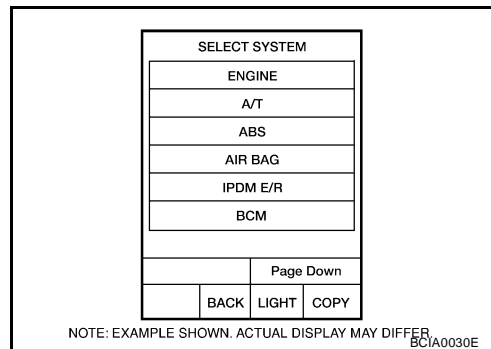 SELECT SYSTEM
ENGINE
A/T
ABS
AIR BAG
IPDM E/R
BCM
Page Down
BACK LIGHT COPY
NOTE: EXAMPLE SHOWN. ACTUAL DISPLAY MAY DIFFER.
BCIA0030E